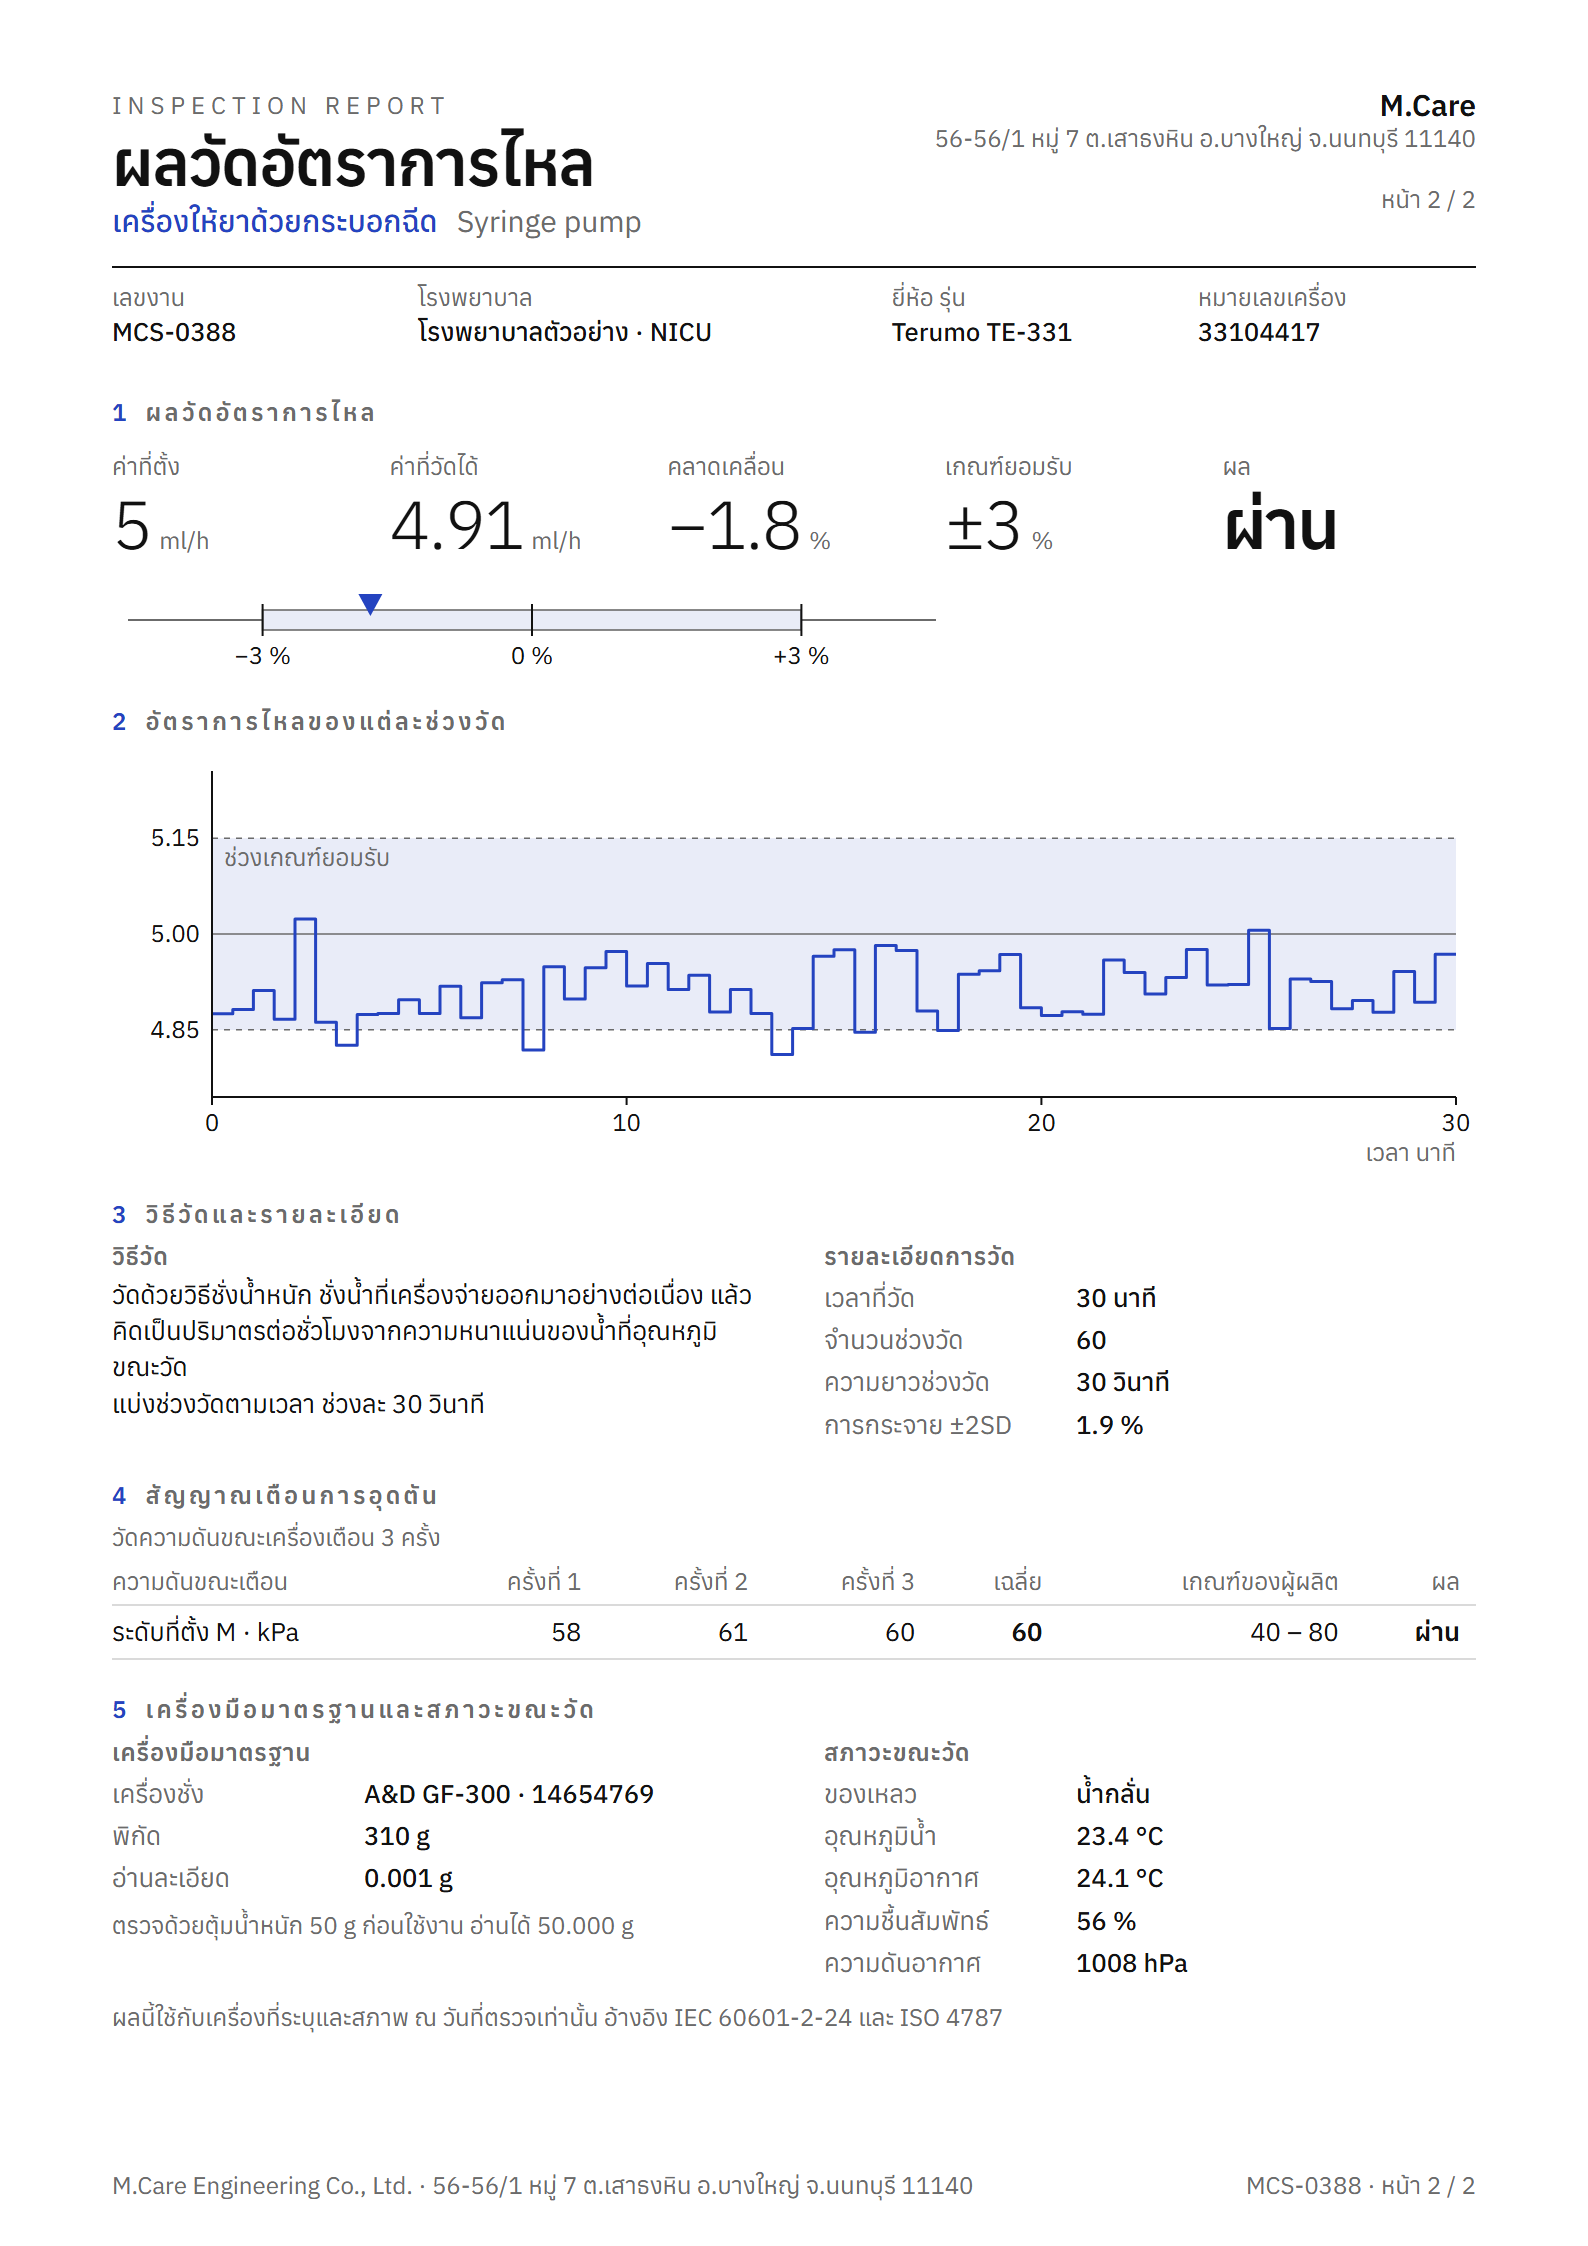 INSPECTION REPORT
ผลวัดอัตราการไหล
เครื่องให้ยาด้วยกระบอกฉีด Syringe pump
M.Care
56-56/1 หมู่ 7 ต.เสาธงหิน อ.บางใหญ่ จ.นนทบุรี 11140
หน้า 2 / 2
เลขงาน โรงพยาบาล ยี่ห้อ รุ่น หมายเลขเครื่อง
MCS-0388 โรงพยาบาลตัวอย่าง · NICU Terumo TE-331 33104417
1 ผลวัดอัตราการไหล
ค่าที่ตั้ง ค่าที่วัดได้ คลาดเคลื่อน เกณฑ์ยอมรับ ผล
5 ml/h 4.91 ml/h −1.8 % ±3 % ผ่าน
−3 % 0 % +3 %
2 อัตราการไหลของแต่ละช่วงวัด
5.15
ช่วงเกณฑ์ยอมรับ
5.00
4.85
0 10 20 30
เวลา นาที
3 วิธีวัดและรายละเอียด
วิธีวัด
วัดด้วยวิธีชั่งน้ำหนัก ชั่งน้ำที่เครื่องจ่ายออกมาอย่างต่อเนื่อง แล้ว
คิดเป็นปริมาตรต่อชั่วโมงจากความหนาแน่นของน้ำที่อุณหภูมิ
ขณะวัด
แบ่งช่วงวัดตามเวลา ช่วงละ 30 วินาที
รายละเอียดการวัด
เวลาที่วัด 30 นาที
จำนวนช่วงวัด 60
ความยาวช่วงวัด 30 วินาที
การกระจาย ±2SD 1.9 %
4 สัญญาณเตือนการอุดตัน
วัดความดันขณะเครื่องเตือน 3 ครั้ง
ความดันขณะเตือน ครั้งที่ 1 ครั้งที่ 2 ครั้งที่ 3 เฉลี่ย เกณฑ์ของผู้ผลิต ผล
ระดับที่ตั้ง M · kPa 58 61 60 60 40 – 80 ผ่าน
5 เครื่องมือมาตรฐานและสภาวะขณะวัด
เครื่องมือมาตรฐาน
เครื่องชั่ง A&D GF-300 · 14654769
พิกัด 310 g
อ่านละเอียด 0.001 g
ตรวจด้วยตุ้มน้ำหนัก 50 g ก่อนใช้งาน อ่านได้ 50.000 g
สภาวะขณะวัด
ของเหลว น้ำกลั่น
อุณหภูมิน้ำ 23.4 °C
อุณหภูมิอากาศ 24.1 °C
ความชื้นสัมพัทธ์ 56 %
ความดันอากาศ 1008 hPa
ผลนี้ใช้กับเครื่องที่ระบุและสภาพ ณ วันที่ตรวจเท่านั้น อ้างอิง IEC 60601-2-24 และ ISO 4787
M.Care Engineering Co., Ltd. · 56-56/1 หมู่ 7 ต.เสาธงหิน อ.บางใหญ่ จ.นนทบุรี 11140 MCS-0388 · หน้า 2 / 2